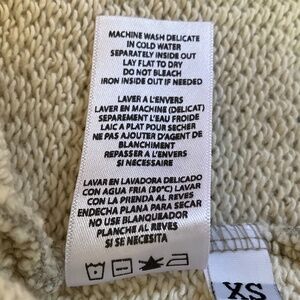 MACHINE WASH DELICATE
IN COLD WATER
SEPARATELY INSIDE OUT
LAY FLAT TO DRY
DO NOT BLEACH
IRON INSIDE OUT IF NEEDED
LAVER A L'ENVERS
LAVER EN MACHINE (DELICAT)
SEPAREMENT L'EAU FROIDE
LAIC A PLAT POUR SECHER
NE PAS AJOUTER D'AGENT DE
BLANCHIMENT
REPASSER A L'ENVERS
SI NECESSAIRE
LAVAR EN LAVADORA DELICADO
CON AGUA FRIA (30°C) LAVAR
CON LA PRENDA AL REVES
ENDECHA PLANA PARA SECAR
NO USE BLANQUEADOR
PLANCHE AL REVES
SI SE NECESITA
XS